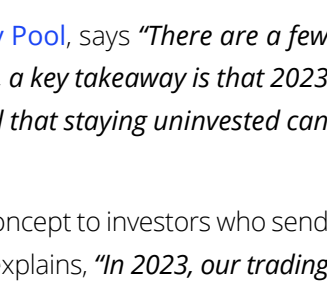 Pool, says “There are a few
a key takeaway is that 2023
that staying uninvested can
oncept to investors who send
xplains, “In 2023, our trading